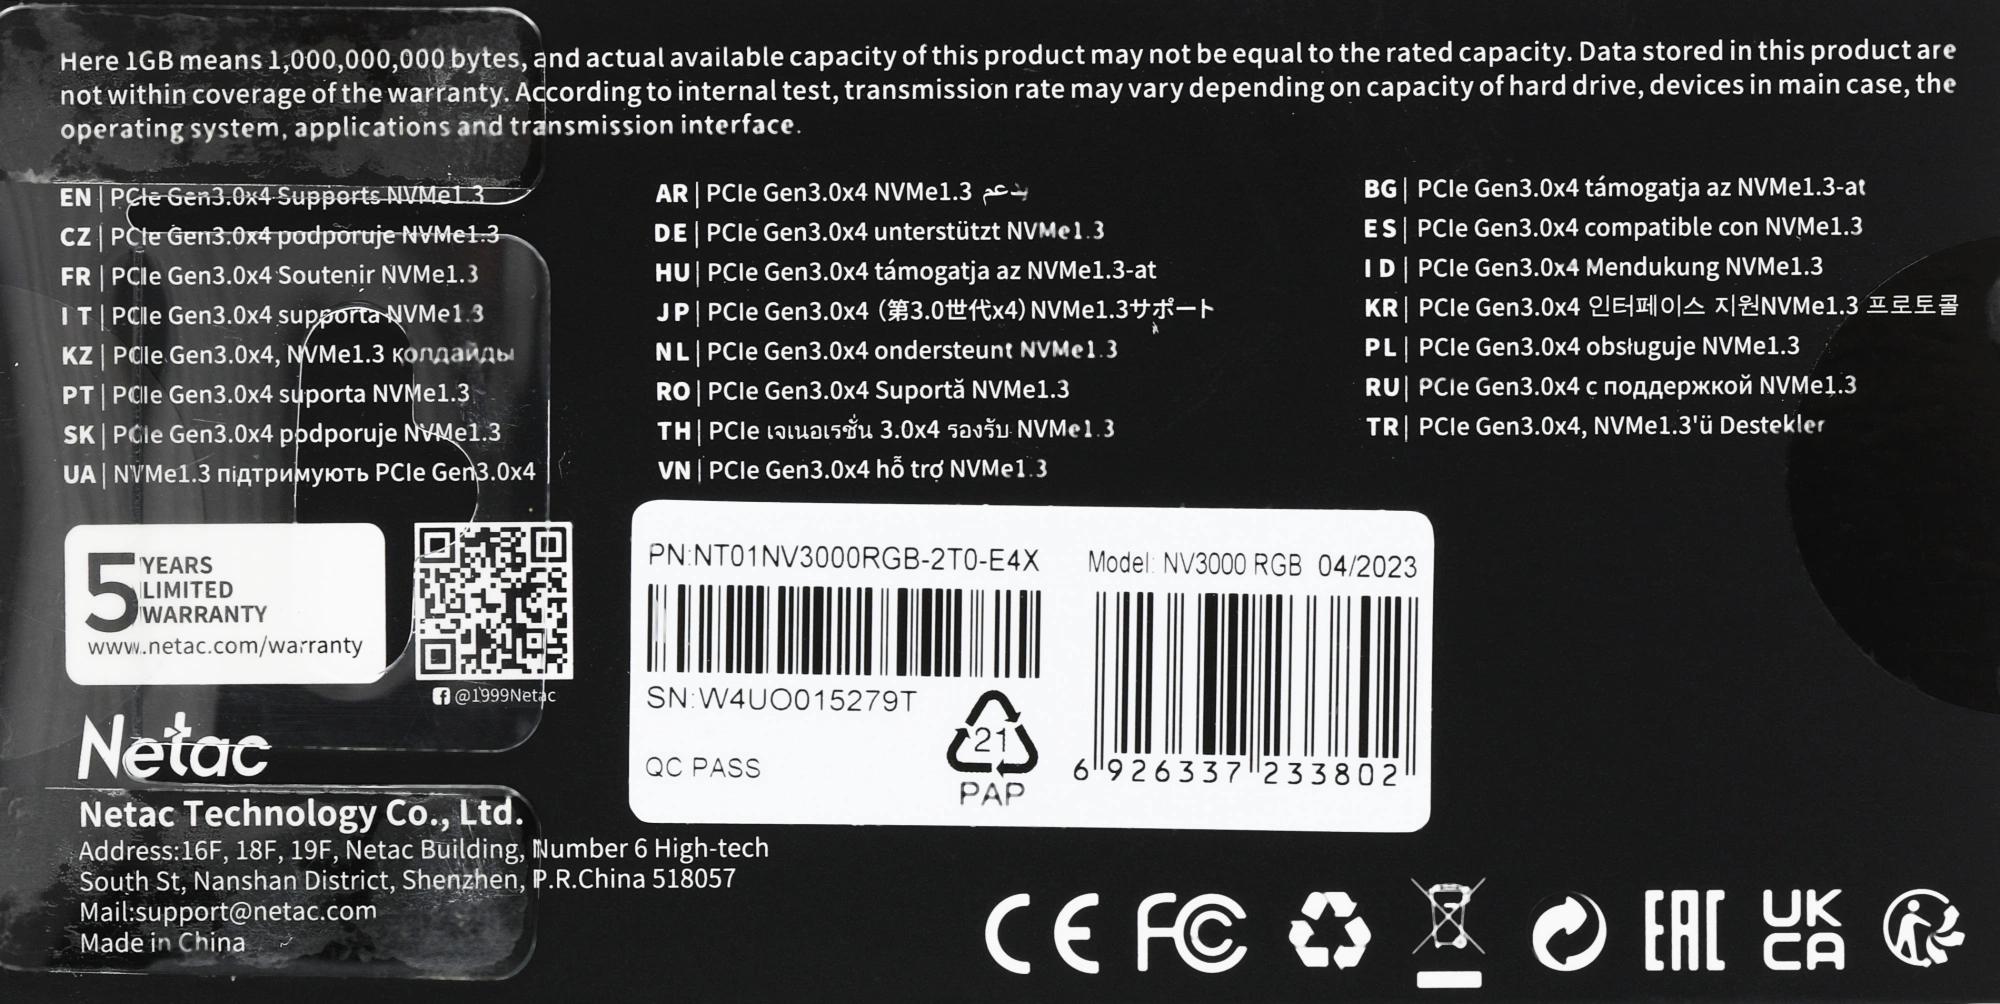 Here 1GB means 1,000,000,000 bytes, and actual available capacity of this product may not be equal to the rated capacity. Data stored in this product are
not within coverage of the warranty. According to internal test, transmission rate may vary depending on capacity of hard drive, devices in main case, the
operating system, applications and transmission interface.
EN | PCIe Gen3.0x4 Supports NVMe1.3
CZ | PCIe Gen3.0x4 podporuje NVMe1.3
FR | PCIe Gen3.0x4 Soutenir NVMe1.3
IT | PCIe Gen3.0x4 supporta NVMe1.3
KZ | PCIe Gen3.0x4, NVMe1.3 қолдайды
PT | PCIe Gen3.0x4 suporta NVMe1.3
SK | PCIe Gen3.0x4 podporuje NVMe1.3
UA | NVMe1.3 підтримують PCIe Gen3.0x4
AR | PCIe Gen3.0x4 NVMe1.3 يدعم
DE | PCIe Gen3.0x4 unterstützt NVMe1.3
HU | PCIe Gen3.0x4 támogatja az NVMe1.3-at
JP | PCIe Gen3.0x4 (第3.0世代x4) NVMe1.3サポート
NL | PCIe Gen3.0x4 ondersteunt NVMe1.3
RO | PCIe Gen3.0x4 Suportă NVMe1.3
TH | PCIe เจเนอเรชั่น 3.0x4 รองรับ NVMe1.3
VN | PCIe Gen3.0x4 hỗ trợ NVMe1.3
BG | PCIe Gen3.0x4 támogatja az NVMe1.3-at
ES | PCIe Gen3.0x4 compatible con NVMe1.3
ID | PCIe Gen3.0x4 Mendukung NVMe1.3
KR | PCIe Gen3.0x4 인터페이스 지원NVMe1.3 프로토콜
PL | PCIe Gen3.0x4 obsługuje NVMe1.3
RU | PCIe Gen3.0x4 с поддержкой NVMe1.3
TR | PCIe Gen3.0x4, NVMe1.3'ü Destekler
5 YEARS
LIMITED
WARRANTY
www.netac.com/warranty
@1999Netac
PN:NT01NV3000RGB-2T0-E4X
Model: NV3000 RGB 04/2023
SN:W4UO015279T
QC PASS
21
PAP
6 926337 233802
Netac
Netac Technology Co., Ltd.
Address:16F, 18F, 19F, Netac Building, Number 6 High-tech
South St, Nanshan District, Shenzhen, P.R.China 518057
Mail:support@netac.com
Made in China
CE FC EAC UK
CA